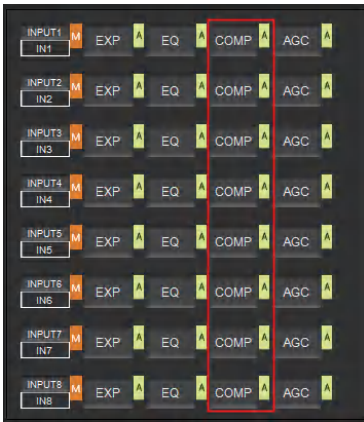 INPUT1 M EXP A EQ A COMP A AGC A
IN1
INPUT2 M EXP A EQ A COMP A AGC A
IN2
INPUT3 M EXP A EQ A COMP A AGC A
IN3
INPUT4 M EXP A EQ A COMP A AGC A
IN4
INPUT5 M EXP A EQ A COMP A AGC A
IN5
INPUT6 M EXP A EQ A COMP A AGC A
IN6
INPUT7 M EXP A EQ A COMP A AGC A
IN7
INPUT8 M EXP A EQ A COMP A AGC A
IN8